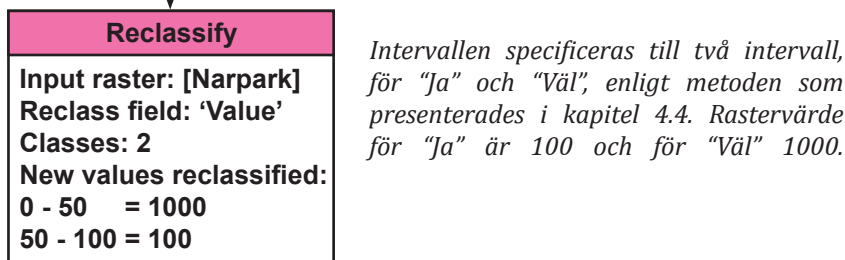 Reclassify
Input raster: [Narpark]
Reclass field: ‘Value’
Classes: 2
New values reclassified:
0 - 50 = 1000
50 - 100 = 100
Intervallen specificeras till två intervall,
för “Ja” och “Väl”, enligt metoden som
presenterades i kapitel 4.4. Rastervärde
för “Ja” är 100 och för “Väl” 1000.